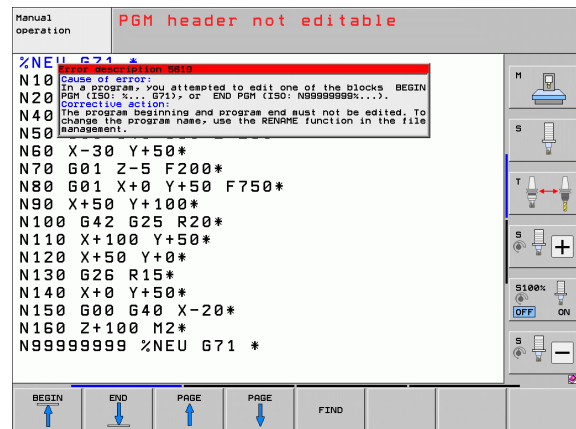 Manual
operation
PGM header not editable
%NEU G71 *
Error description 5819
Cause of error:
In a program, you attempted to edit one of the blocks BEGIN
PGM (ISO: %... G71), or END PGM (ISO: N99999999%...).
Corrective action:
The program beginning and program end must not be edited. To
change the program name, use the RENAME function in the file
management.
N10
N20
N40
N50
N60 X-30 Y+50*
N70 G01 Z-5 F200*
N80 G01 X+0 Y+50 F750*
N90 X+50 Y+100*
N100 G42 G25 R20*
N110 X+100 Y+50*
N120 X+50 Y+0*
N130 G26 R15*
N140 X+0 Y+50*
N150 G00 G40 X-20*
N160 Z+100 M2*
N99999999 %NEU G71 *
M
S
T
S
+
S100%
OFF ON
S
-
BEGIN
END
PAGE
PAGE
FIND